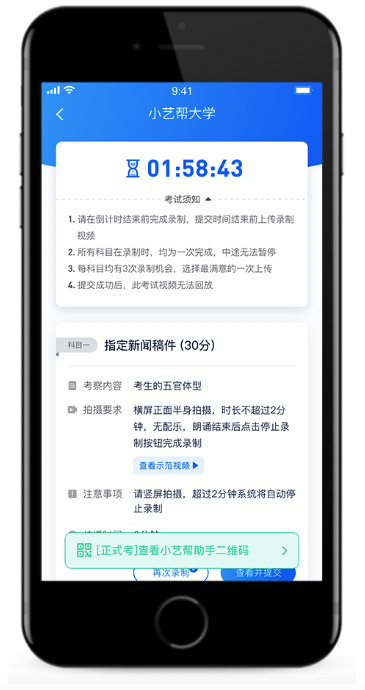 9:41
小艺帮大学
01:58:43
考试须知
1. 请在倒计时结束前完成录制，提交时间结束前上传录制
视频
2. 所有科目在录制时，均为一次完成，中途无法暂停
3. 每科目均有3次录制机会，选择最满意的一次上传
4. 提交成功后，此考试视频无法回放
科目一 指定新闻稿件 (30分)
考察内容 考生的五官体型
拍摄要求 横屏正面半身拍摄，时长不超过2分
钟，无配乐，朗诵结束后点击停止录
制按钮完成录制
查看示范视频
注意事项 请竖屏拍摄，超过2分钟系统将自动停
止录制
[正式考]查看小艺帮助手二维码
再次录制 查看并提交